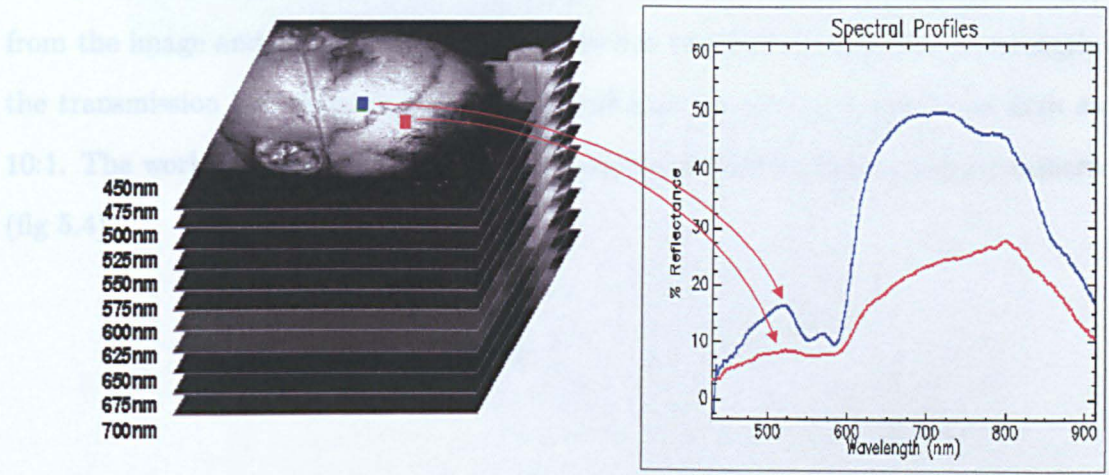 from the image and
the transmission
10:1. The
(fig 5.4)
450nm
475nm
500nm
525nm
550nm
575nm
600nm
625nm
650nm
675nm
700nm
Spectral Profiles
60
50
40
30
20
10
0
% Reflectance
500 600 700 800 900
Wavelength (nm)